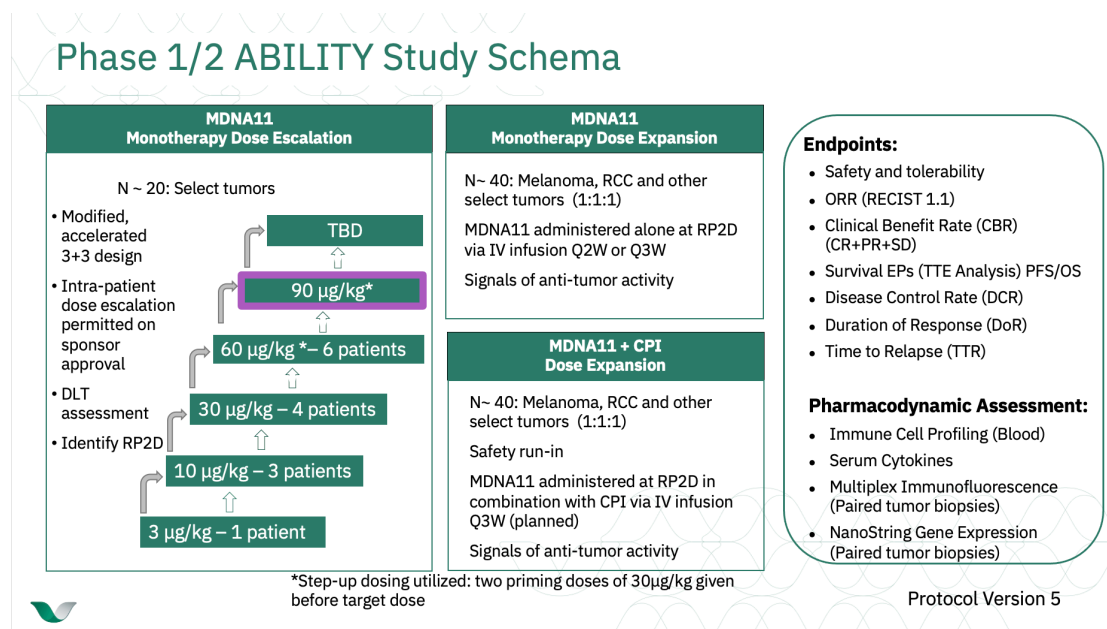 Phase 1/2 ABILITY Study Schema
MDNA11
Monotherapy Dose Escalation
N ~ 20: Select tumors
• Modified,
accelerated
3+3 design
• Intra-patient
dose escalation
permitted on
sponsor
approval
• DLT
assessment
• Identify RP2D
TBD
90 µg/kg*
60 µg/kg *– 6 patients
30 µg/kg – 4 patients
10 µg/kg – 3 patients
3 µg/kg – 1 patient
MDNA11
Monotherapy Dose Expansion
N~ 40: Melanoma, RCC and other
select tumors (1:1:1)
MDNA11 administered alone at RP2D
via IV infusion Q2W or Q3W
Signals of anti-tumor activity
MDNA11 + CPI
Dose Expansion
N~ 40: Melanoma, RCC and other
select tumors (1:1:1)
Safety run-in
MDNA11 administered at RP2D in
combination with CPI via IV infusion
Q3W (planned)
Signals of anti-tumor activity
Endpoints:
• Safety and tolerability
• ORR (RECIST 1.1)
• Clinical Benefit Rate (CBR)
(CR+PR+SD)
• Survival EPs (TTE Analysis) PFS/OS
• Disease Control Rate (DCR)
• Duration of Response (DoR)
• Time to Relapse (TTR)
Pharmacodynamic Assessment:
• Immune Cell Profiling (Blood)
• Serum Cytokines
• Multiplex Immunofluorescence
(Paired tumor biopsies)
• NanoString Gene Expression
(Paired tumor biopsies)
*Step-up dosing utilized: two priming doses of 30µg/kg given
before target dose
Protocol Version 5